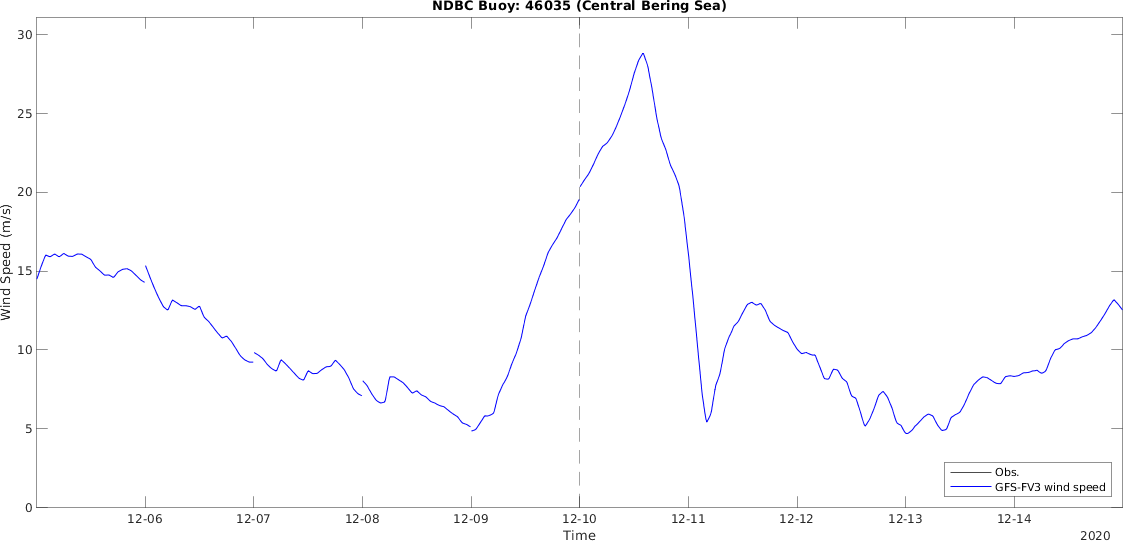 NDBC Buoy: 46035 (Central Bering Sea)
30
25
20
15
10
5
0
Wind Speed (m/s)
Obs.
GFS-FV3 wind speed
12-06 12-07 12-08 12-09 12-10 12-11 12-12 12-13 12-14
Time
2020